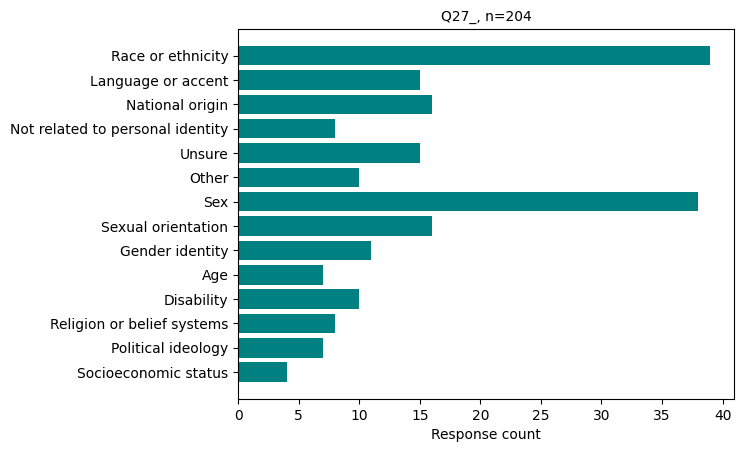 Q27_, n=204
Race or ethnicity
Language or accent
National origin
Not related to personal identity
Unsure
Other
Sex
Sexual orientation
Gender identity
Age
Disability
Religion or belief systems
Political ideology
Socioeconomic status
0 5 10 15 20 25 30 35 40
Response count